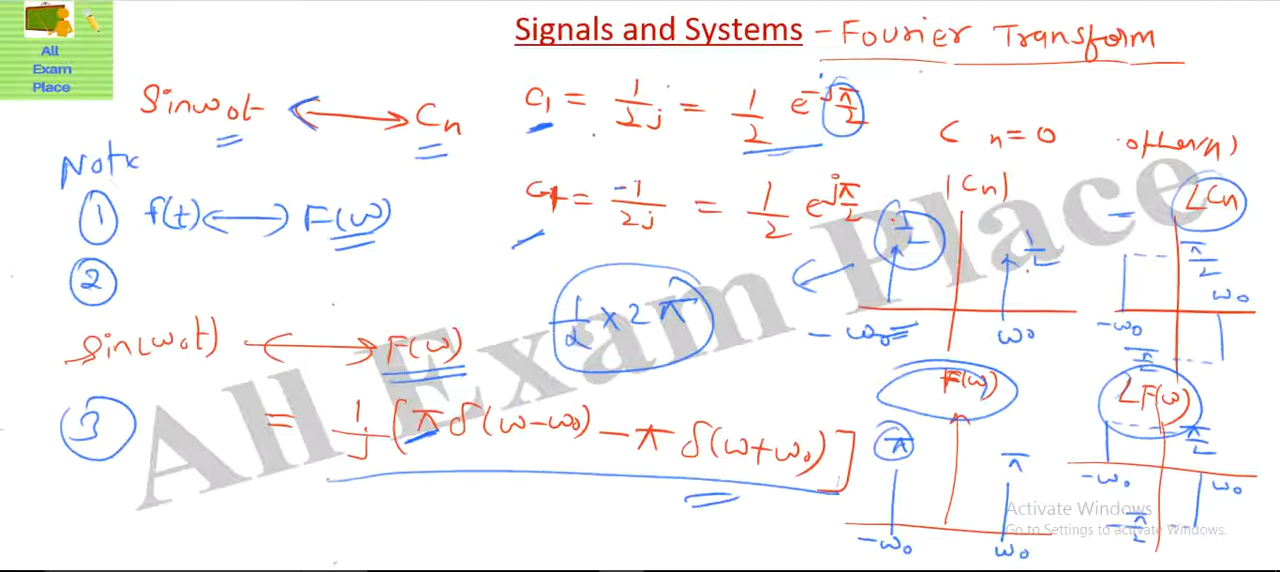 All
Exam
Place
Signals and Systems - Fourier Transform
Sinω₀t ⟷ Cₙ
C₁ = 1/2j = 1/2 e^-jπ/2
Cₙ = 0 other(n)
Note
① f(t) ⟷ F(ω)
C₋₁ = -1/2j = 1/2 e^jπ/2
|Cₙ|
∠Cₙ
1/2
1/2
π/2
ω₀
②
1/2 × 2π
-ω₀
ω₀
-ω₀
-π/2
Sin(ω₀t) ⟷ F(ω)
F(ω)
∠F(ω)
③ = 1/j [π δ(ω-ω₀) - π δ(ω+ω₀)]
π
π
π/2
-ω₀
ω₀
-π/2
-ω₀
ω₀
All Exam Place
Activate Windows
Go to Settings to activate Windows.